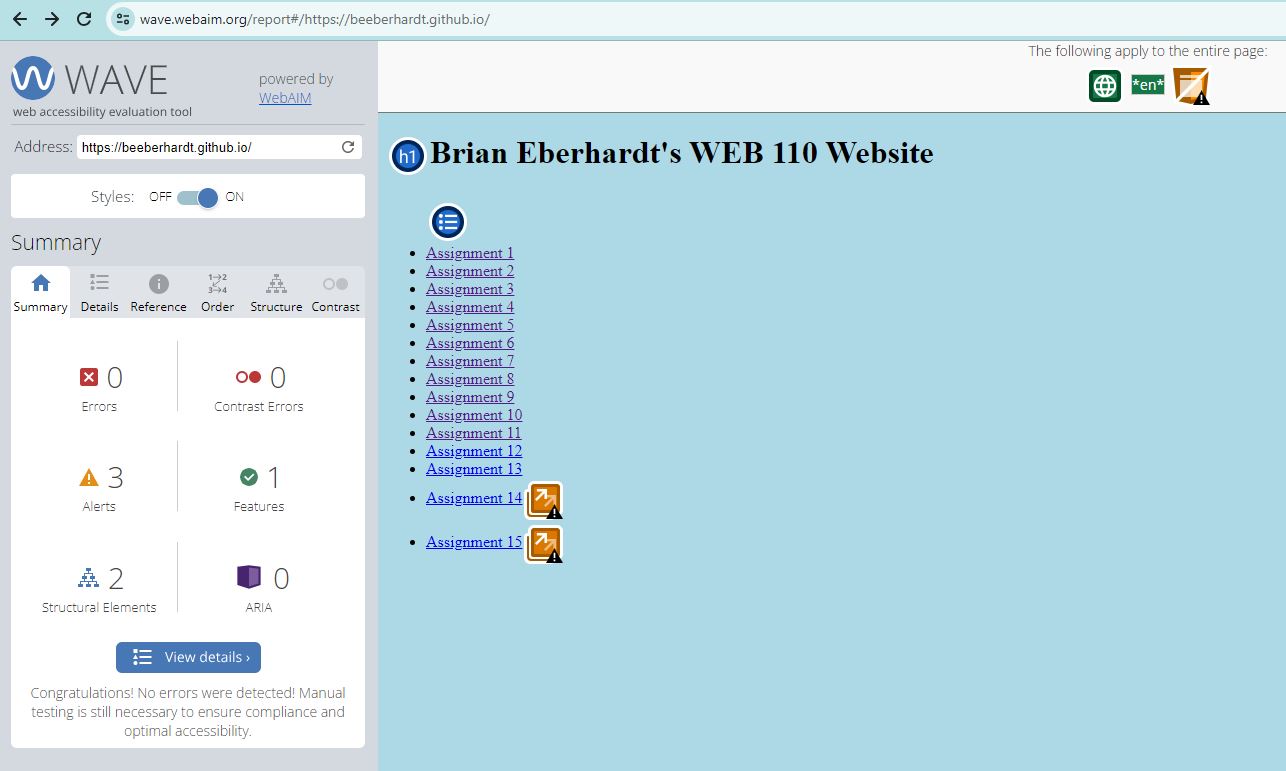 wave.webaim.org/report#/https://beeberhardt.github.io/
WAVE
powered by
WebAIM
web accessibility evaluation tool
Address: https://beeberhardt.github.io/
Styles: OFF ON
Summary
Summary Details Reference Order Structure Contrast
0
Errors
0
Contrast Errors
3
Alerts
1
Features
2
Structural Elements
0
ARIA
View details ›
Congratulations! No errors were detected! Manual
testing is still necessary to ensure compliance and
optimal accessibility.
The following apply to the entire page:
*en*
h1 Brian Eberhardt's WEB 110 Website
Assignment 1
Assignment 2
Assignment 3
Assignment 4
Assignment 5
Assignment 6
Assignment 7
Assignment 8
Assignment 9
Assignment 10
Assignment 11
Assignment 12
Assignment 13
Assignment 14
Assignment 15